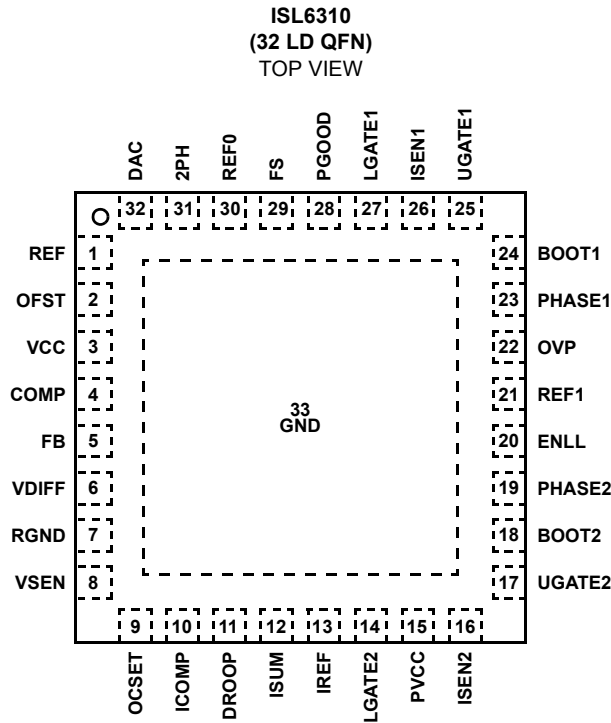 ISL6310
(32 LD QFN)
TOP VIEW
DAC
2PH
REF0
FS
PGOOD
LGATE1
ISEN1
UGATE1
32 31 30 29 28 27 26 25
REF 1
OFST 2
VCC 3
COMP 4
FB 5
VDIFF 6
RGND 7
VSEN 8
33
GND
24 BOOT1
23 PHASE1
22 OVP
21 REF1
20 ENLL
19 PHASE2
18 BOOT2
17 UGATE2
9 10 11 12 13 14 15 16
OCSET
ICOMP
DROOP
ISUM
IREF
LGATE2
PVCC
ISEN2